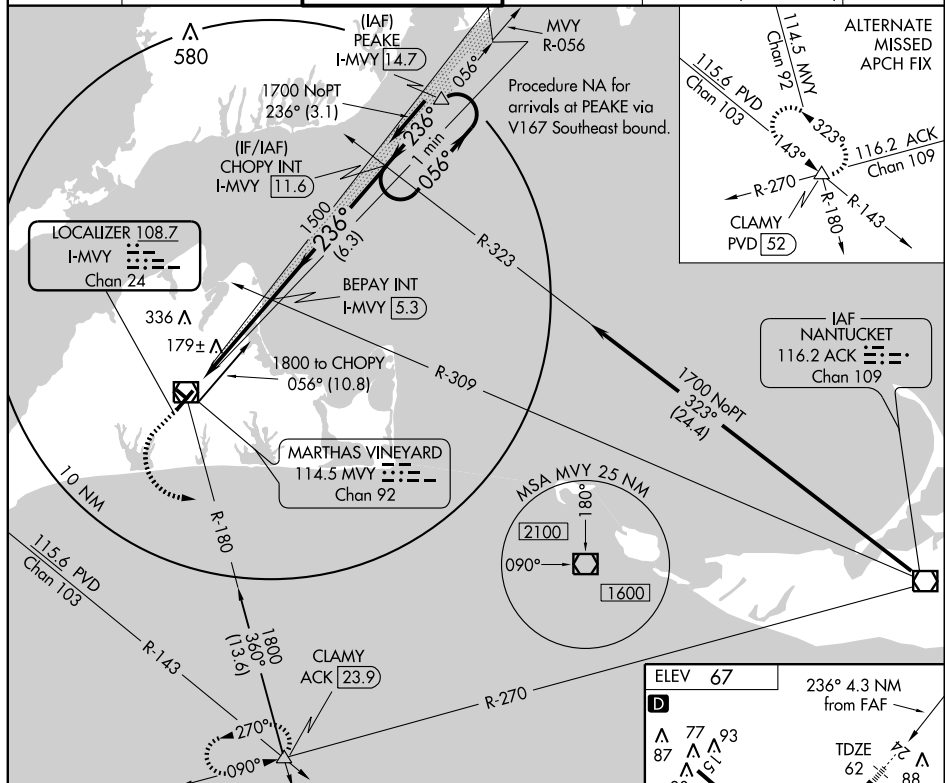 580
(IAF)
PEAKE
I-MVY 14.7
MVY
R-056
056°
1700 NoPT
236° (3.1)
Procedure NA for
arrivals at PEAKE via
V167 Southeast bound.
236°
1 min
056°
(IF/IAF)
CHOPY INT
I-MVY 11.6
1500
236°
(6.3)
R-323
LOCALIZER 108.7
I-MVY
Chan 24
BEPAY INT
I-MVY 5.3
336
179±
1800 to CHOPY
056° (10.8)
R-309
1700 NoPT
323°
(24.4)
IAF
NANTUCKET
116.2 ACK
Chan 109
MARTHAS VINEYARD
114.5 MVY
Chan 92
10 NM
R-180
MSA MVY 25 NM
180°
2100
090°
1600
115.6 PVD
Chan 103
R-143
1800
360°
(13.6)
CLAMY
ACK 23.9
R-270
270°
090°
ALTERNATE
MISSED
APCH FIX
114.5 MVY
Chan 92
115.6 PVD
Chan 103
323°
143°
116.2 ACK
Chan 109
R-270
R-180
R-143
CLAMY
PVD 52
ELEV 67
D
236° 4.3 NM
from FAF
77
93
87
15
TDZE
62
24
88